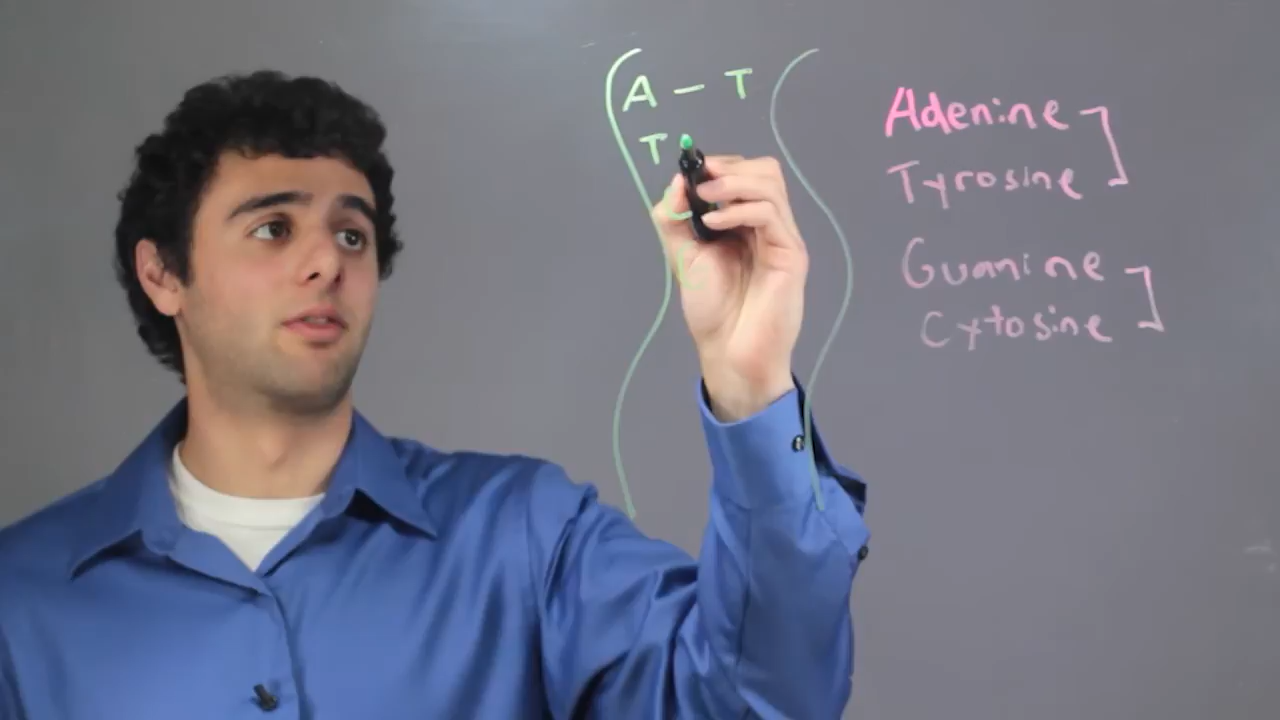 A – T
T
Adenine
Tyrosine
Guanine
Cytosine